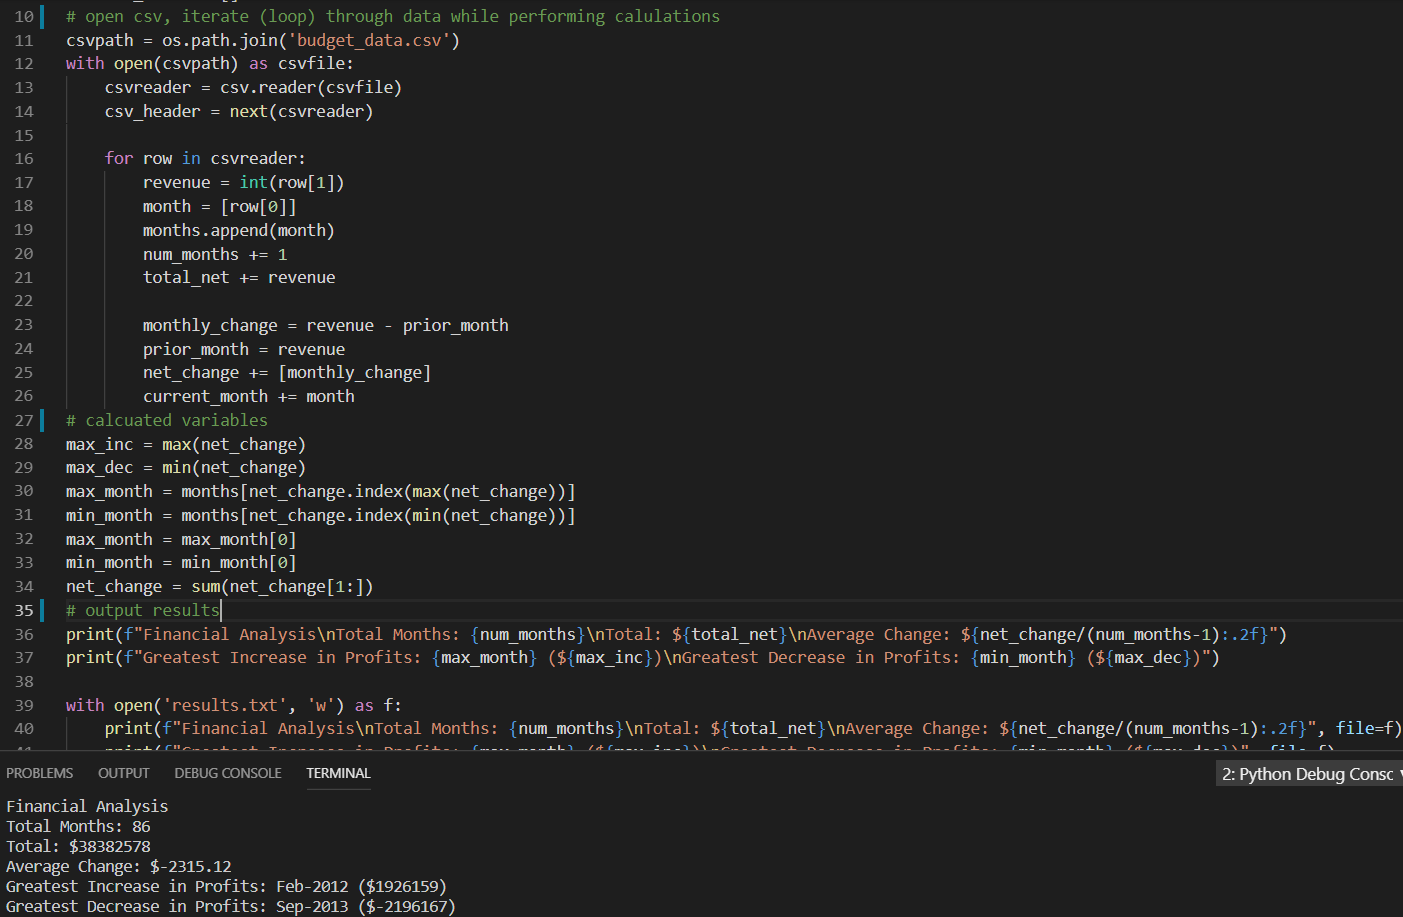 10 # open csv, iterate (loop) through data while performing calulations
11 csvpath = os.path.join('budget_data.csv')
12 with open(csvpath) as csvfile:
13     csvreader = csv.reader(csvfile)
14     csv_header = next(csvreader)
15
16     for row in csvreader:
17         revenue = int(row[1])
18         month = [row[0]]
19         months.append(month)
20         num_months += 1
21         total_net += revenue
22
23         monthly_change = revenue - prior_month
24         prior_month = revenue
25         net_change += [monthly_change]
26         current_month += month
27 # calcuated variables
28 max_inc = max(net_change)
29 max_dec = min(net_change)
30 max_month = months[net_change.index(max(net_change))]
31 min_month = months[net_change.index(min(net_change))]
32 max_month = max_month[0]
33 min_month = min_month[0]
34 net_change = sum(net_change[1:])
35 # output results
36 print(f"Financial Analysis\nTotal Months: {num_months}\nTotal: ${total_net}\nAverage Change: ${net_change/(num_months-1):.2f}")
37 print(f"Greatest Increase in Profits: {max_month} (${max_inc})\nGreatest Decrease in Profits: {min_month} (${max_dec})")
38
39 with open('results.txt', 'w') as f:
40     print(f"Financial Analysis\nTotal Months: {num_months}\nTotal: ${total_net}\nAverage Change: ${net_change/(num_months-1):.2f}", file=f)
PROBLEMS OUTPUT DEBUG CONSOLE TERMINAL 2: Python Debug Consc
Financial Analysis
Total Months: 86
Total: $38382578
Average Change: $-2315.12
Greatest Increase in Profits: Feb-2012 ($1926159)
Greatest Decrease in Profits: Sep-2013 ($-2196167)